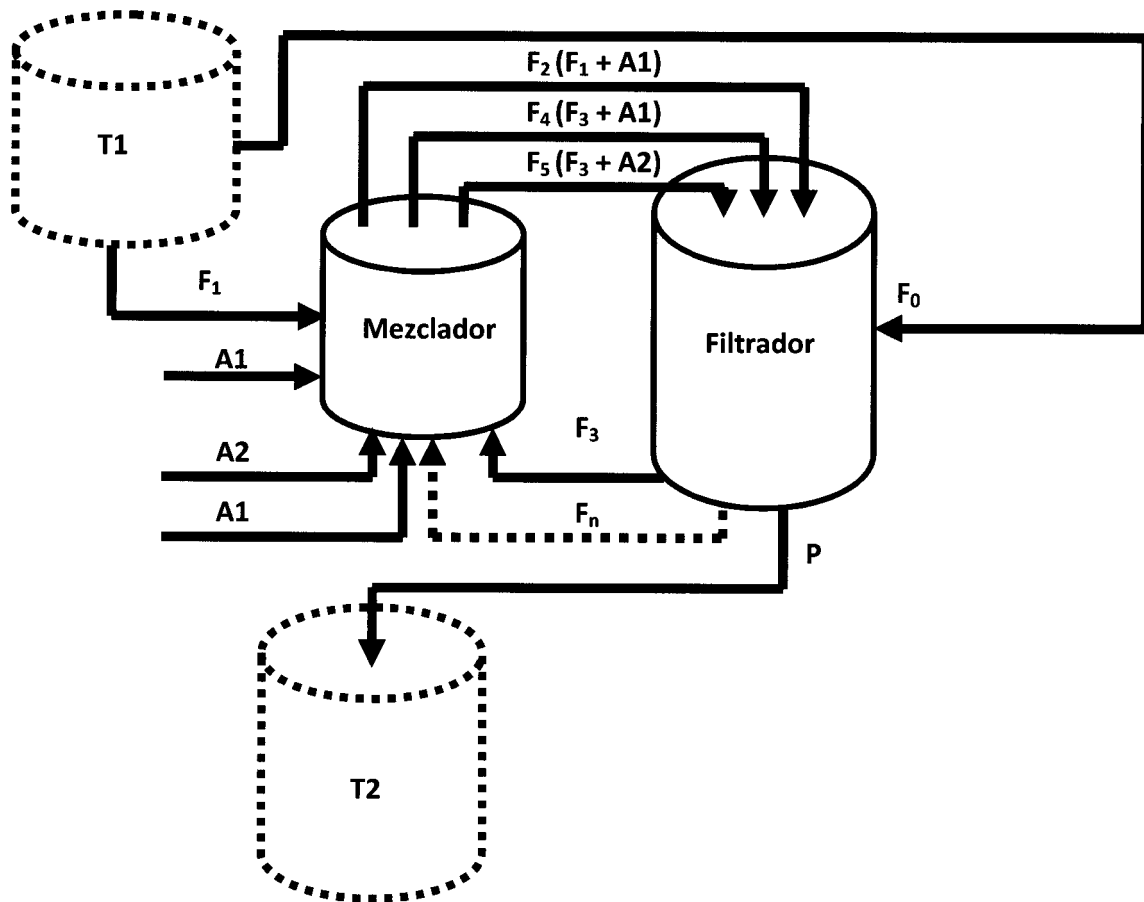 F₂ (F₁ + A1)
F₄ (F₃ + A1)
T1
F₅ (F₃ + A2)
F₁
F₀
Mezclador
Filtrador
A1
F₃
A2
A1
Fₙ
P
T2